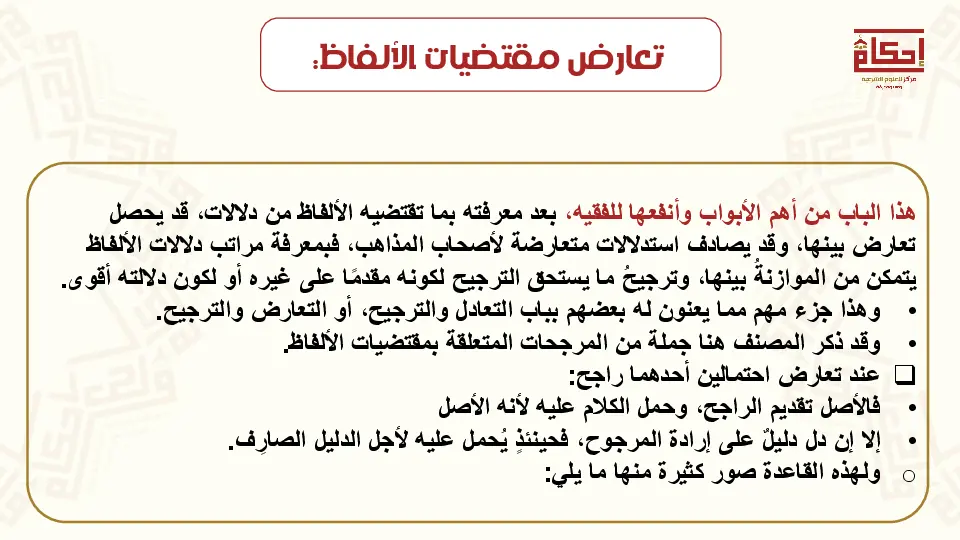 تعارض مقتضيات الألفاظ:
إحكام
مركز للعلوم الشرعية
هذا الباب من أهم الأبواب وأنفعها للفقيه، بعد معرفته بما تقتضيه الألفاظ من دلالات، قد يحصل
تعارض بينها، وقد يصادف استدلالات متعارضة لأصحاب المذاهب، فبمعرفة مراتب دلالات الألفاظ
يتمكن من الموازنةُ بينها، وترجيحُ ما يستحق الترجيح لكونه مقدمًا على غيره أو لكون دلالته أقوى.
• وهذا جزء مهم مما يعنون له بعضهم بباب التعادل والترجيح، أو التعارض والترجيح.
• وقد ذكر المصنف هنا جملة من المرجحات المتعلقة بمقتضيات الألفاظ.
❑ عند تعارض احتمالين أحدهما راجح:
• فالأصل تقديم الراجح، وحمل الكلام عليه لأنه الأصل
• إلا إن دل دليلٌ على إرادة المرجوح، فحينئذٍ يُحمل عليه لأجل الدليل الصارِف.
○ ولهذه القاعدة صور كثيرة منها ما يلي: